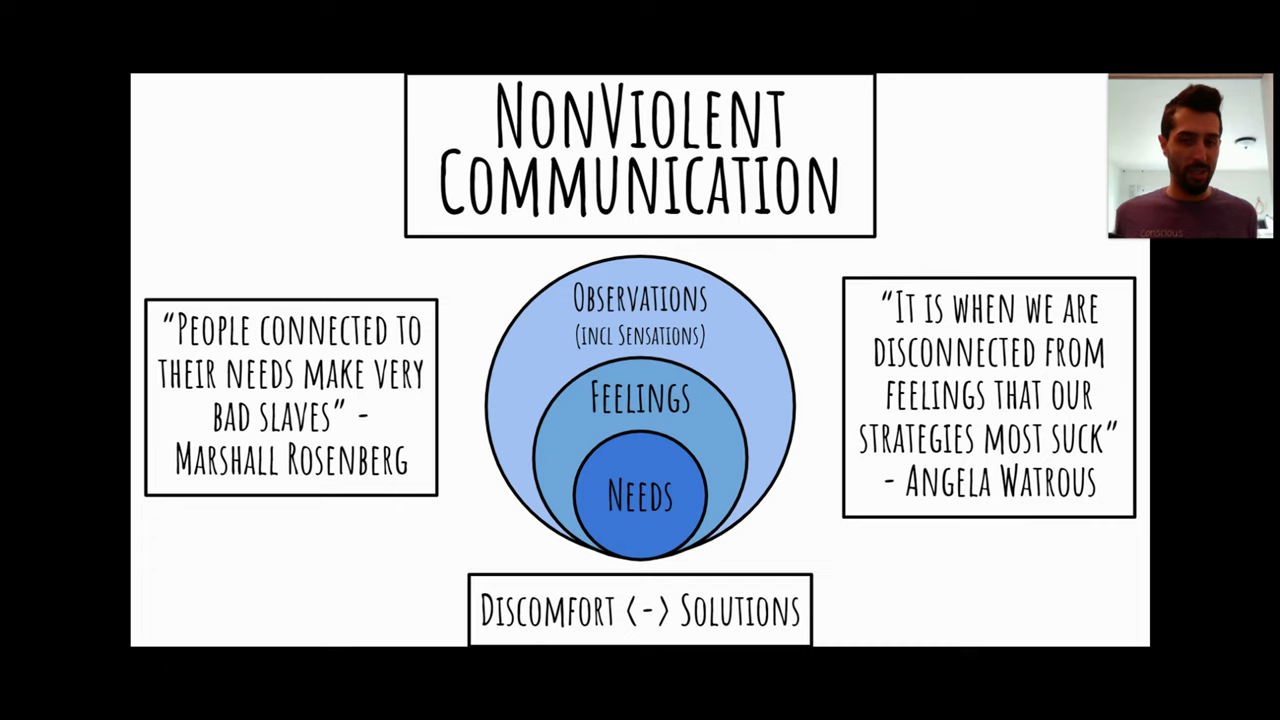 NonViolent
Communication
Observations
(incl Sensations)
Feelings
Needs
"People connected to
their needs make very
bad slaves" -
Marshall Rosenberg
"It is when we are
disconnected from
feelings that our
strategies most suck"
- Angela Watrous
Discomfort <-> Solutions
conscious